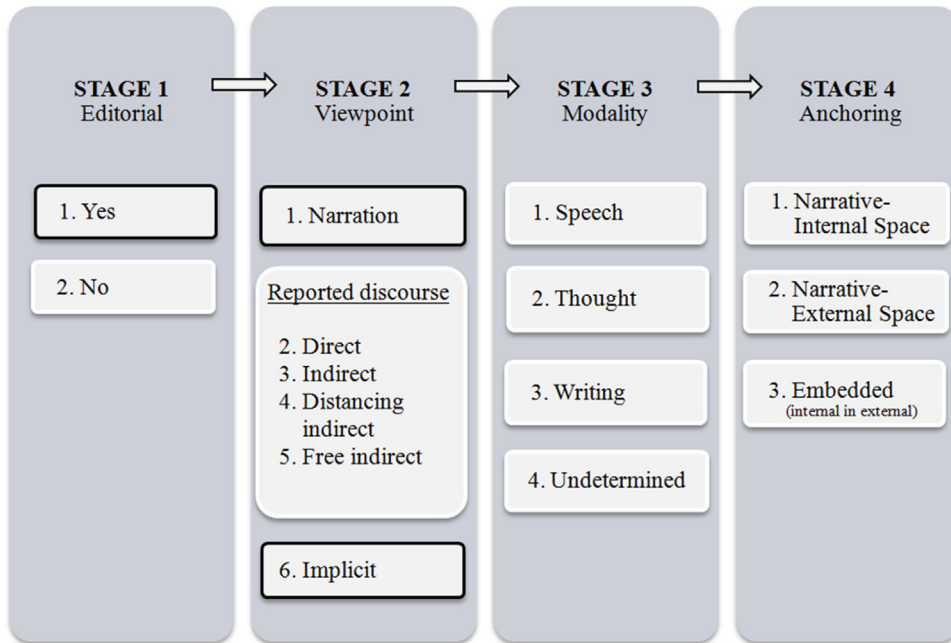 STAGE 1
Editorial
1. Yes
2. No
STAGE 2
Viewpoint
1. Narration
Reported discourse
2. Direct
3. Indirect
4. Distancing
indirect
5. Free indirect
6. Implicit
STAGE 3
Modality
1. Speech
2. Thought
3. Writing
4. Undetermined
STAGE 4
Anchoring
1. Narrative-
Internal Space
2. Narrative-
External Space
3. Embedded
(internal in external)